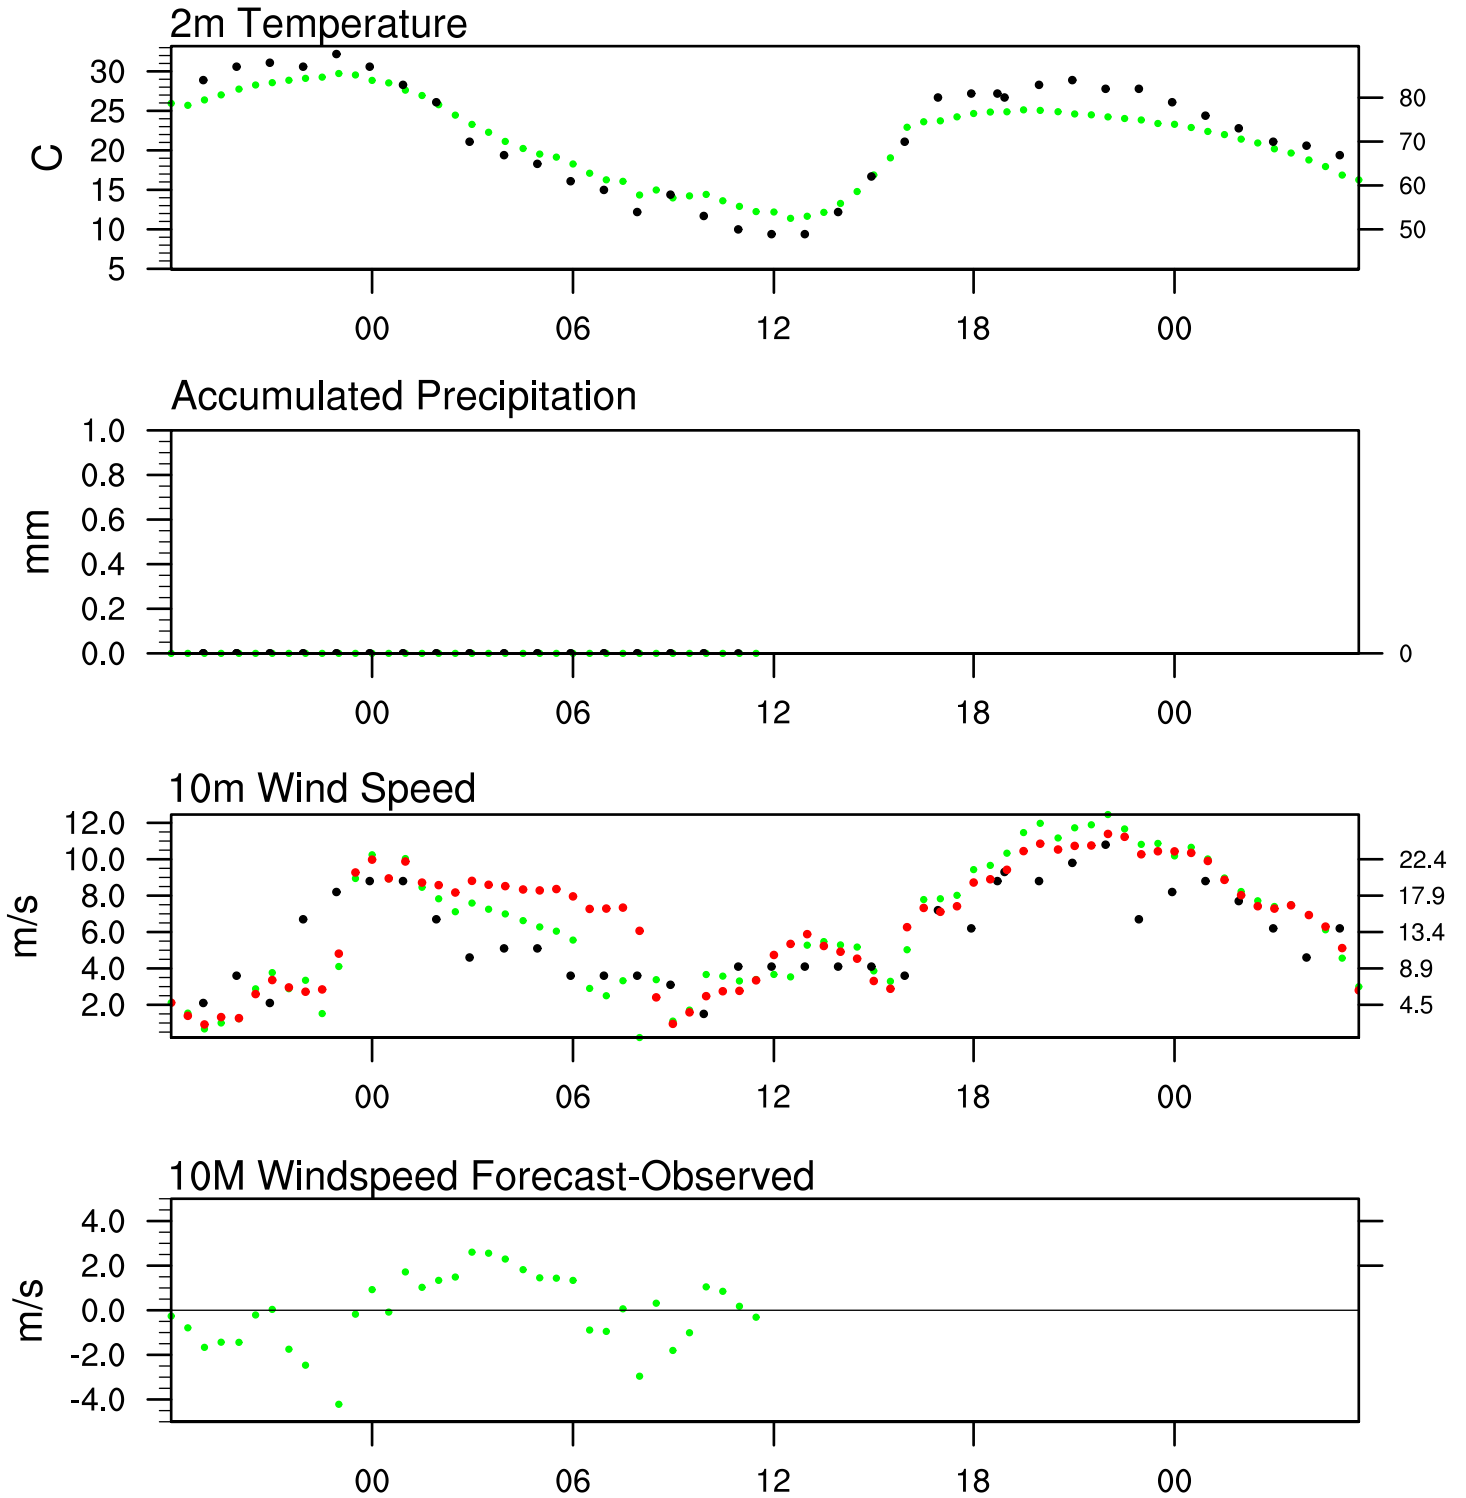 2m Temperature
30
25
20
15
10
5
C
80
70
60
50
00 06 12 18 00
Accumulated Precipitation
1.0
0.8
0.6
0.4
0.2
0.0
mm
0
00 06 12 18 00
10m Wind Speed
12.0
10.0
8.0
6.0
4.0
2.0
m/s
22.4
17.9
13.4
8.9
4.5
00 06 12 18 00
10M Windspeed Forecast-Observed
4.0
2.0
0.0
-2.0
-4.0
m/s
00 06 12 18 00